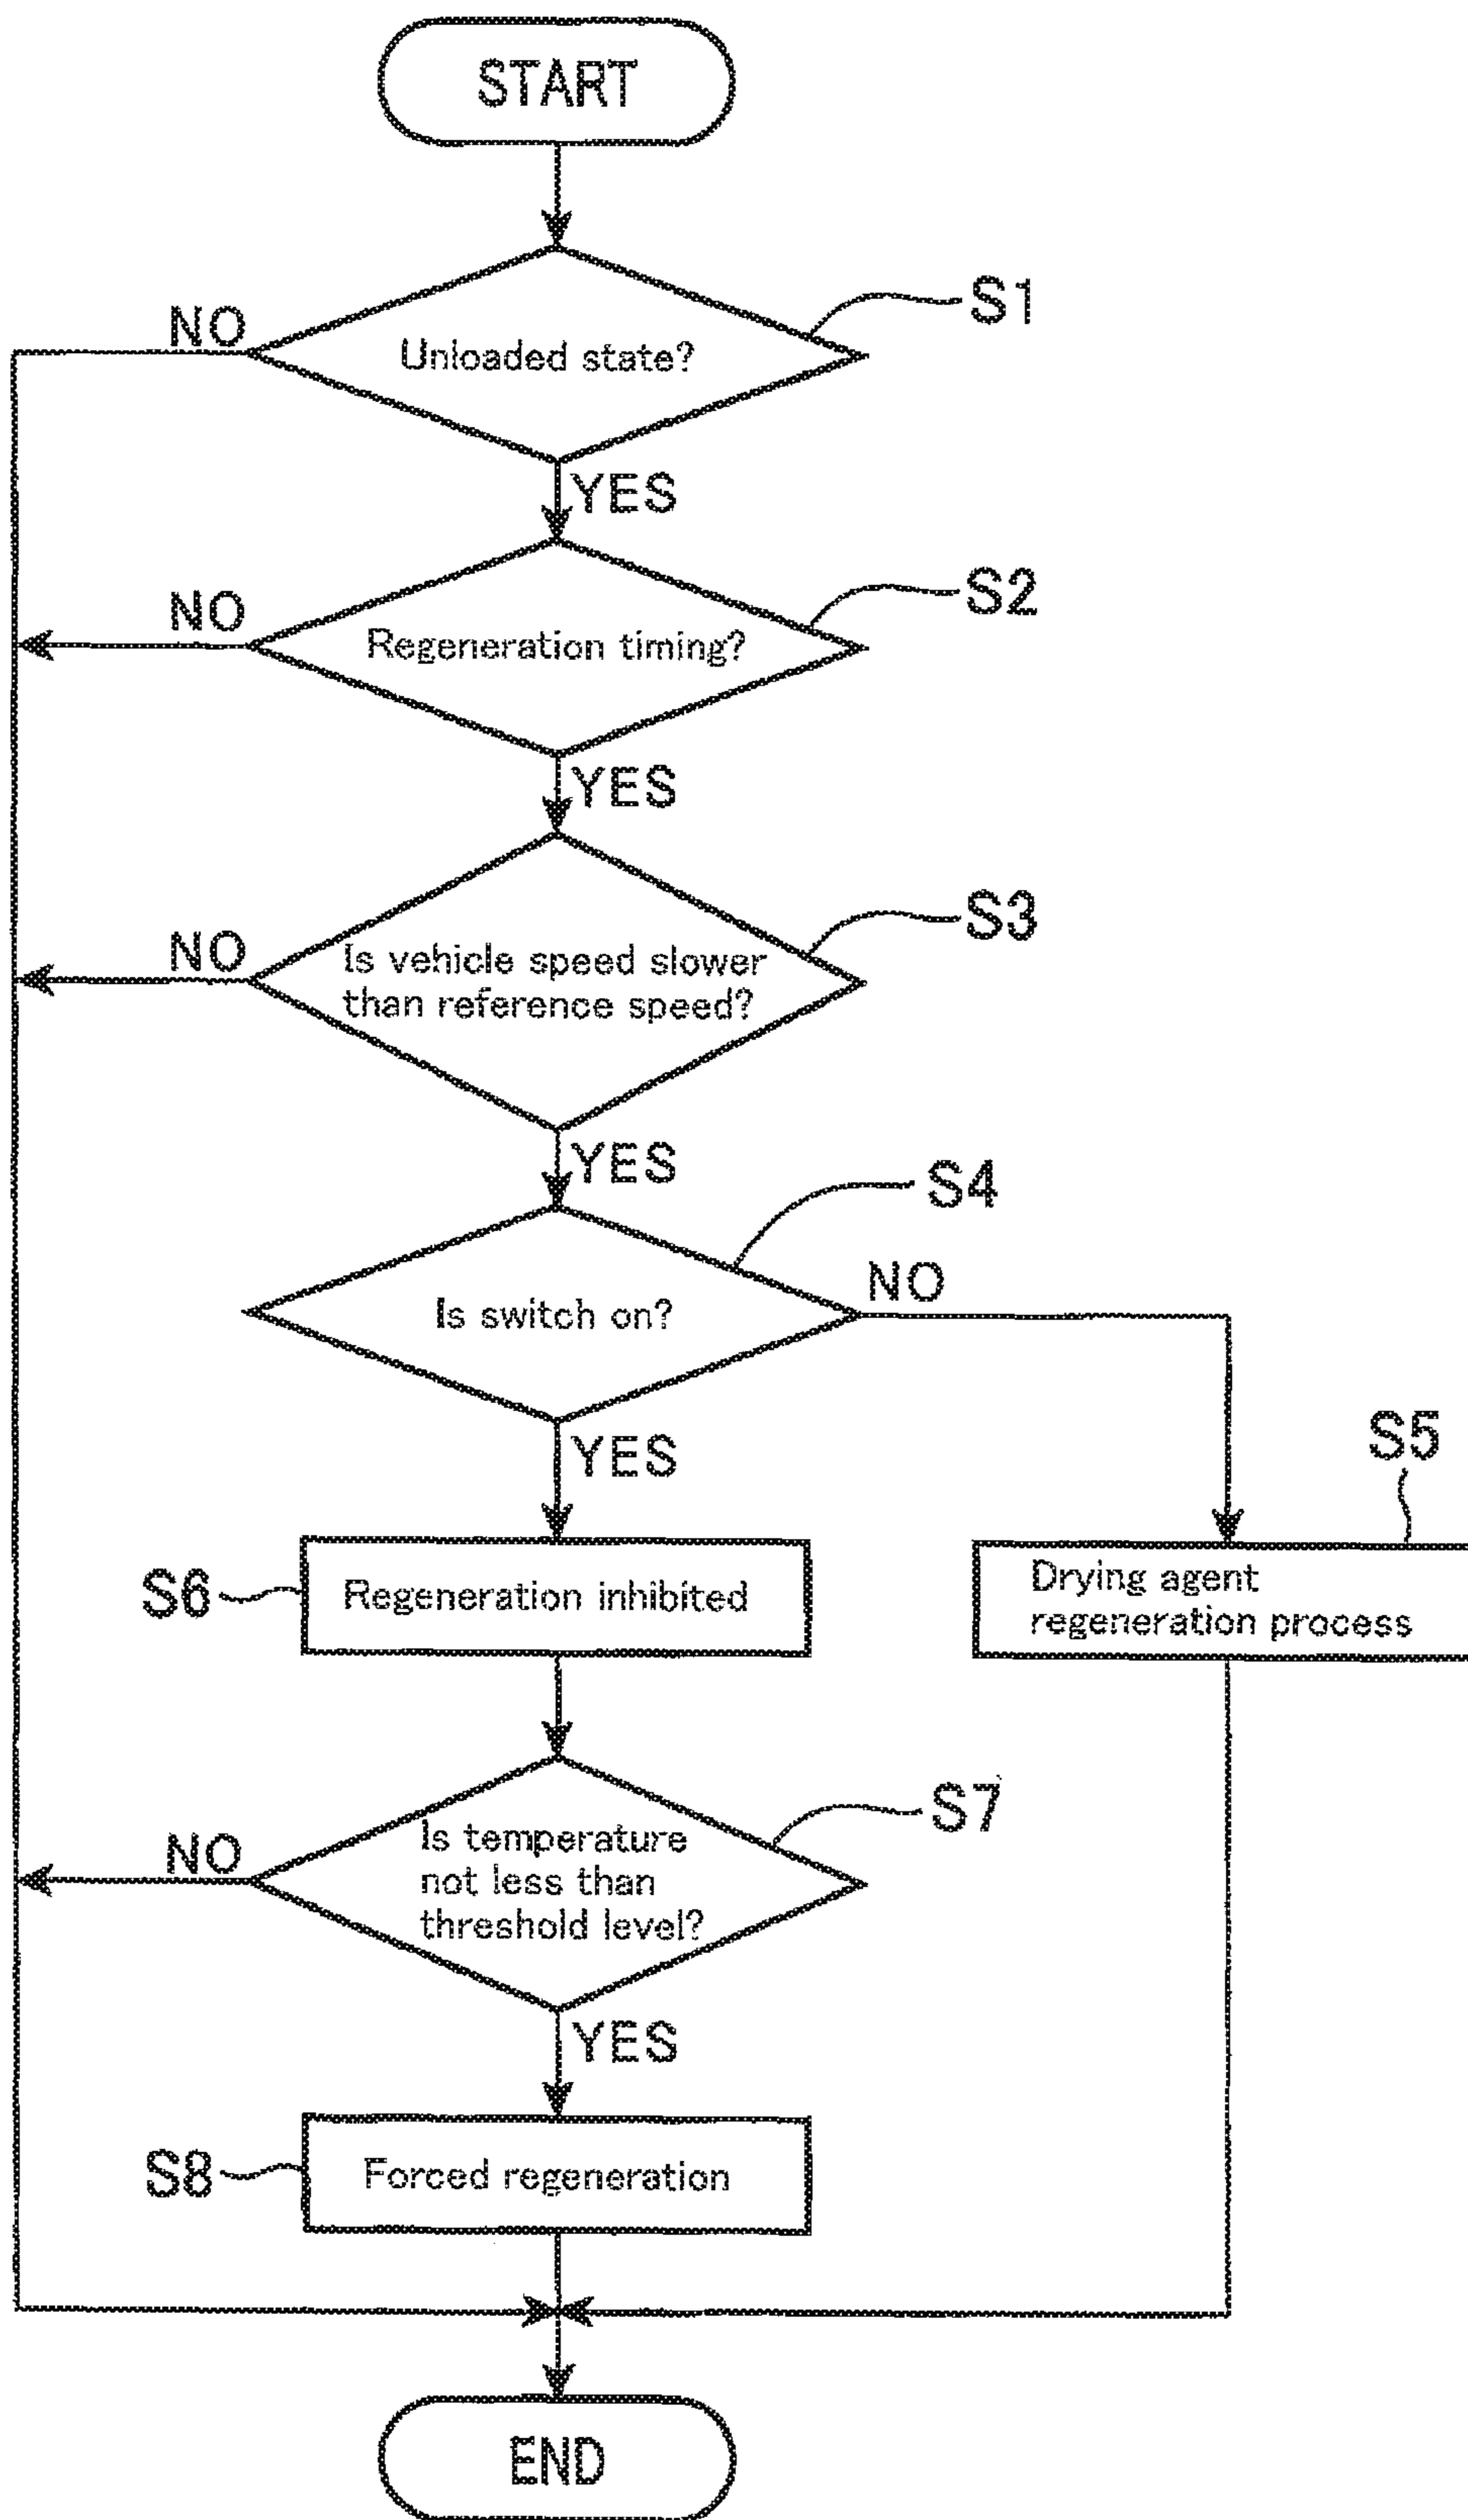 START
S1
NO
Unloaded state?
YES
S2
NO
Regeneration timing?
YES
S3
NO
Is vehicle speed slower
than reference speed?
YES
S4
NO
Is switch on?
S5
YES
Drying agent
regeneration process
S6
Regeneration inhibited
S7
NO
Is temperature
not less than
threshold level?
YES
S8
Forced regeneration
END